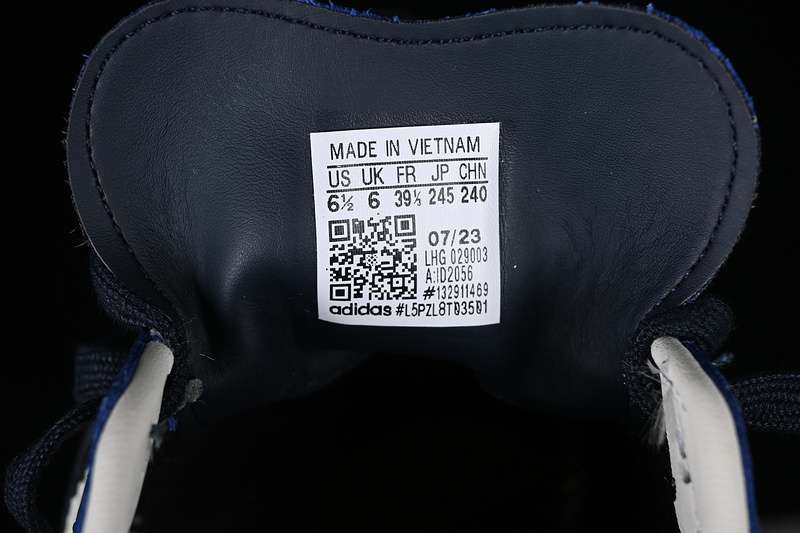 MADE IN VIETNAM
US UK FR JP CHN
6½ 6 39⅓ 245 240
07/23
LHG 029003
A:ID2056
#132911469
adidas #L5PZL8T03501